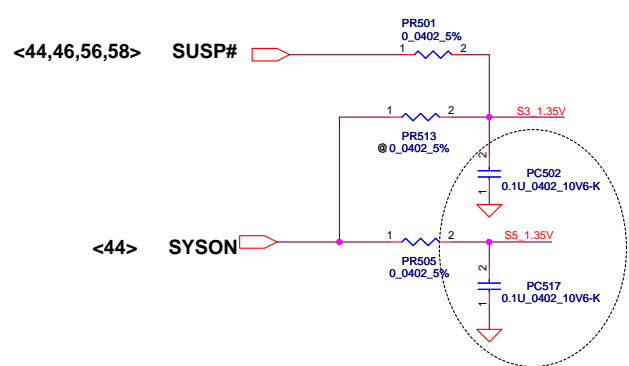 PR501
0_0402_5%
<44,46,56,58> SUSP#
1 2
1 2 S3_1.35V
PR513
@0_0402_5%
2
PC502
0.1U_0402_10V6-K
1
<44> SYSON
1 2 S5_1.35V
PR505
0_0402_5%
2
PC517
0.1U_0402_10V6-K
1